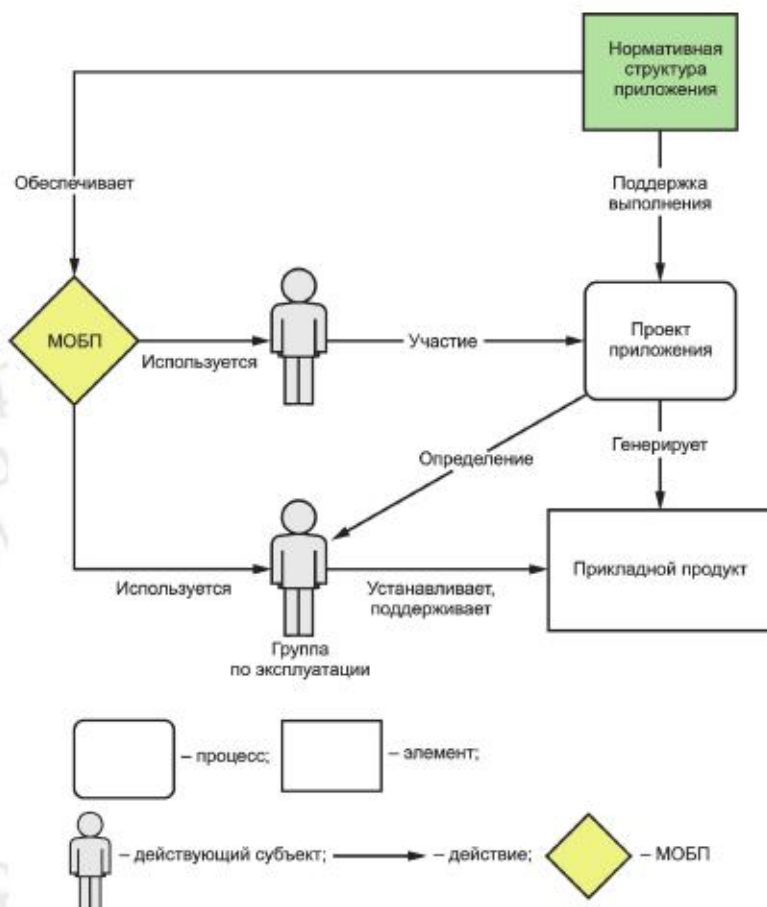 Нормативная
структура
приложения
Обеспечивает
Поддержка
выполнения
МОБП
Используется
Участие
Проект
приложения
Определение
Генерирует
Используется
Устанавливает,
поддерживает
Прикладной продукт
Группа
по эксплуатации
– процесс;
– элемент;
– действующий субъект;
– действие;
– МОБП